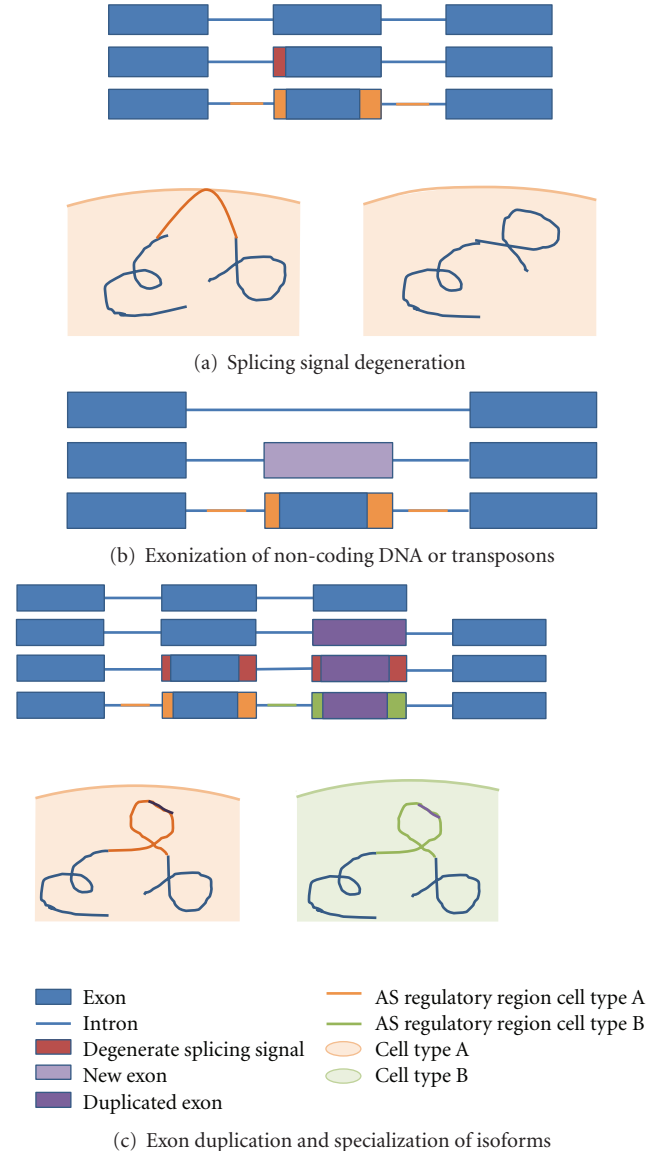 (a) Splicing signal degeneration
(b) Exonization of non-coding DNA or transposons
Exon
Intron
Degenerate splicing signal
New exon
Duplicated exon
AS regulatory region cell type A
AS regulatory region cell type B
Cell type A
Cell type B
(c) Exon duplication and specialization of isoforms